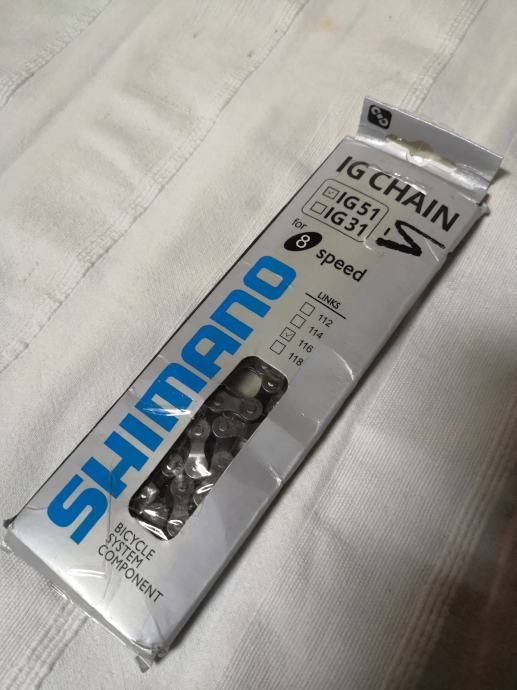 IG CHAIN
IG51
IG31
for 8 speed
LINKS
112
114
116
118
SHIMANO
BICYCLE
SYSTEM
COMPONENT